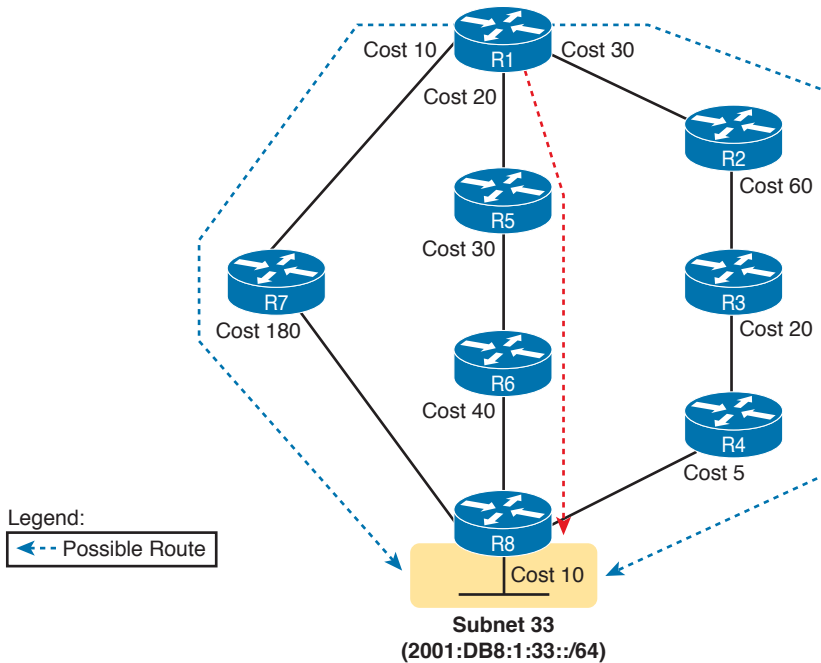 R1
Cost 10
Cost 30
Cost 20
R2
Cost 60
R5
Cost 30
R7
Cost 180
R3
Cost 20
R6
Cost 40
R4
Cost 5
Legend:
Possible Route
R8
Cost 10
Subnet 33
(2001:DB8:1:33::/64)